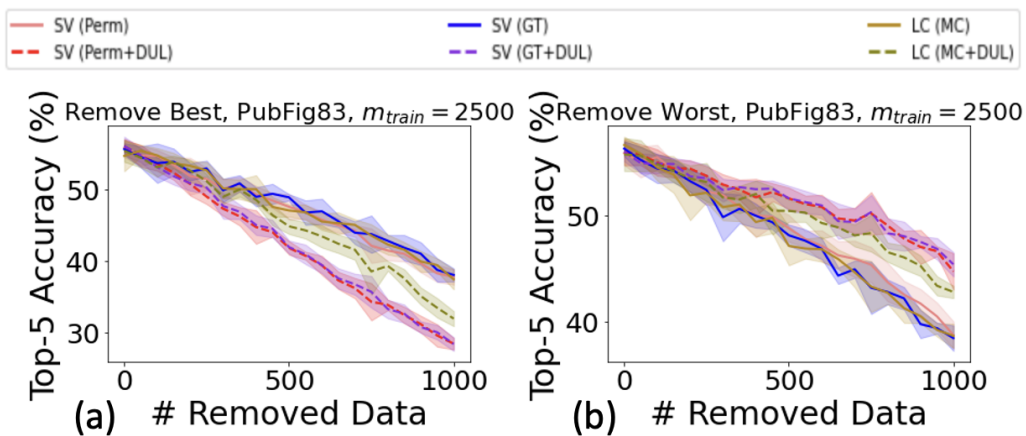 SV (Perm) SV (GT) LC (MC)
SV (Perm+DUL) SV (GT+DUL) LC (MC+DUL)
Remove Best, PubFig83, m_train = 2500
Top-5 Accuracy (%)
50
40
30
0 500 1000
(a) # Removed Data
Remove Worst, PubFig83, m_train = 2500
Top-5 Accuracy (%)
50
40
0 500 1000
(b) # Removed Data